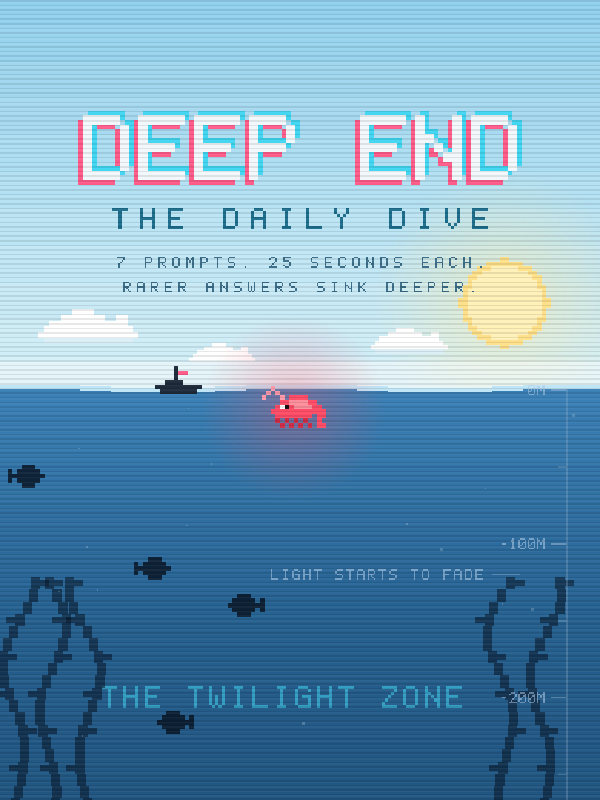 DEEP END
THE DAILY DIVE
7 PROMPTS. 25 SECONDS EACH.
RARER ANSWERS SINK DEEPER.
0M
-100M
LIGHT STARTS TO FADE
THE TWILIGHT ZONE
-200M